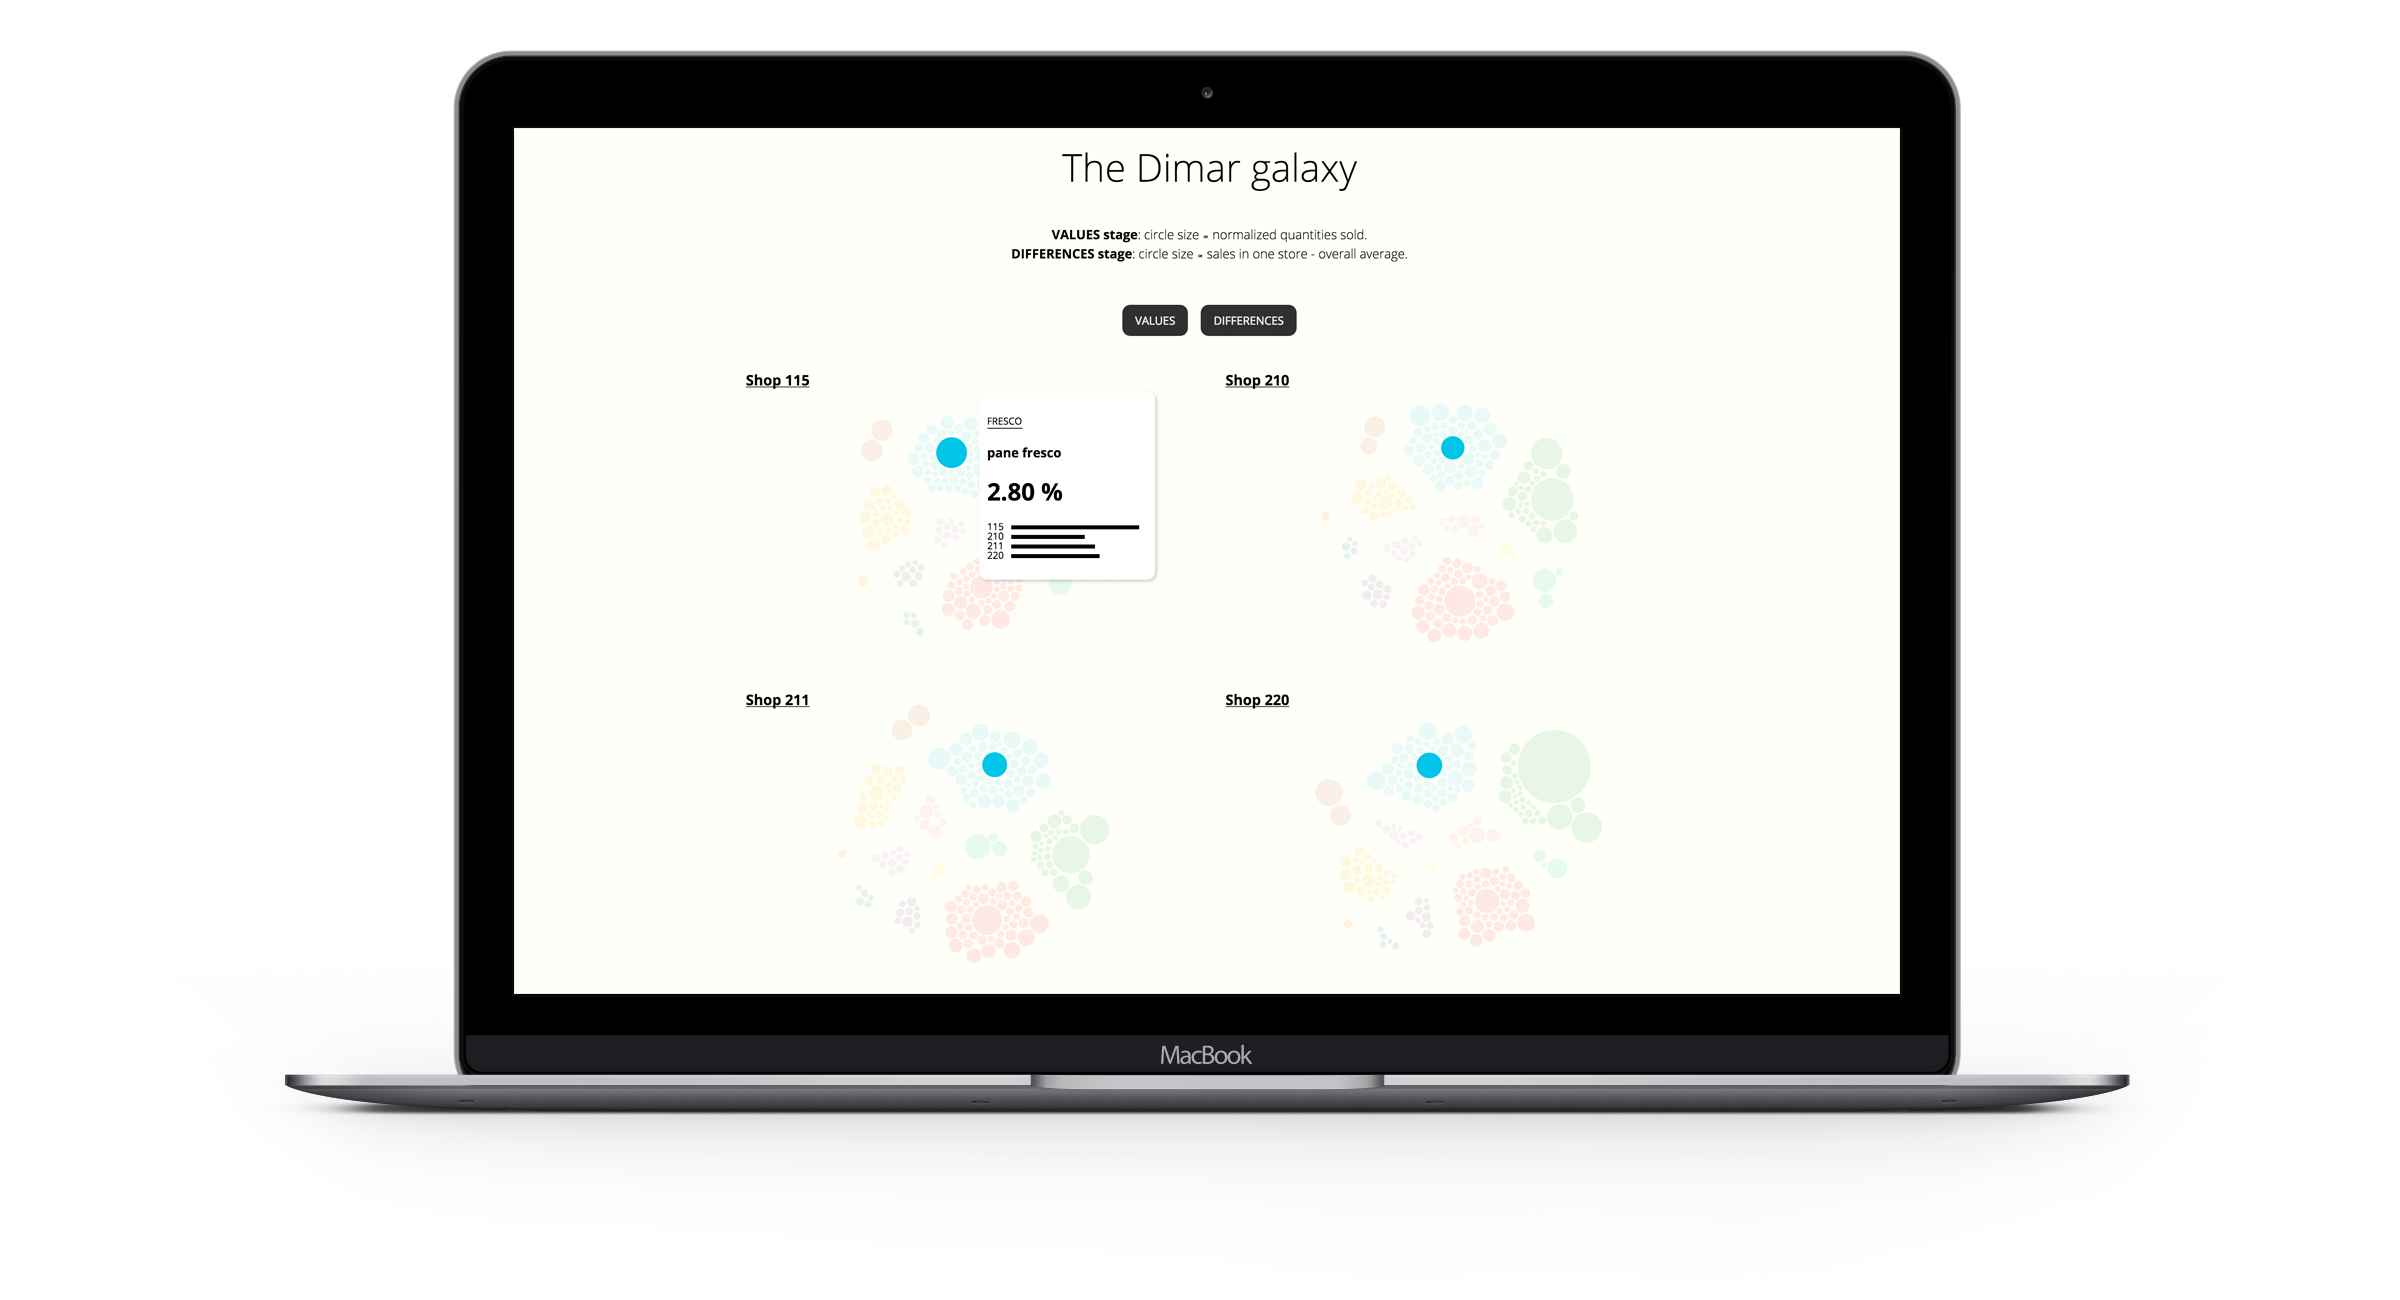 The Dimar galaxy
VALUES stage: circle size ∝ normalized quantities sold.
DIFFERENCES stage: circle size ∝ sales in one store - overall average.
VALUES DIFFERENCES
Shop 115
Shop 210
FRESCO
pane fresco
2.80 %
115
210
211
220
Shop 211
Shop 220
MacBook